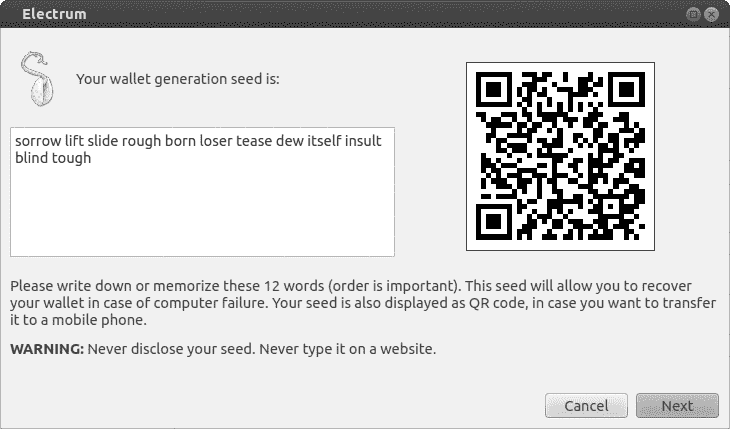 Electrum
Your wallet generation seed is:
sorrow lift slide rough born loser tease dew itself insult
blind tough
Please write down or memorize these 12 words (order is important). This seed will allow you to recover
your wallet in case of computer failure. Your seed is also displayed as QR code, in case you want to transfer
it to a mobile phone.
WARNING: Never disclose your seed. Never type it on a website.
Cancel Next